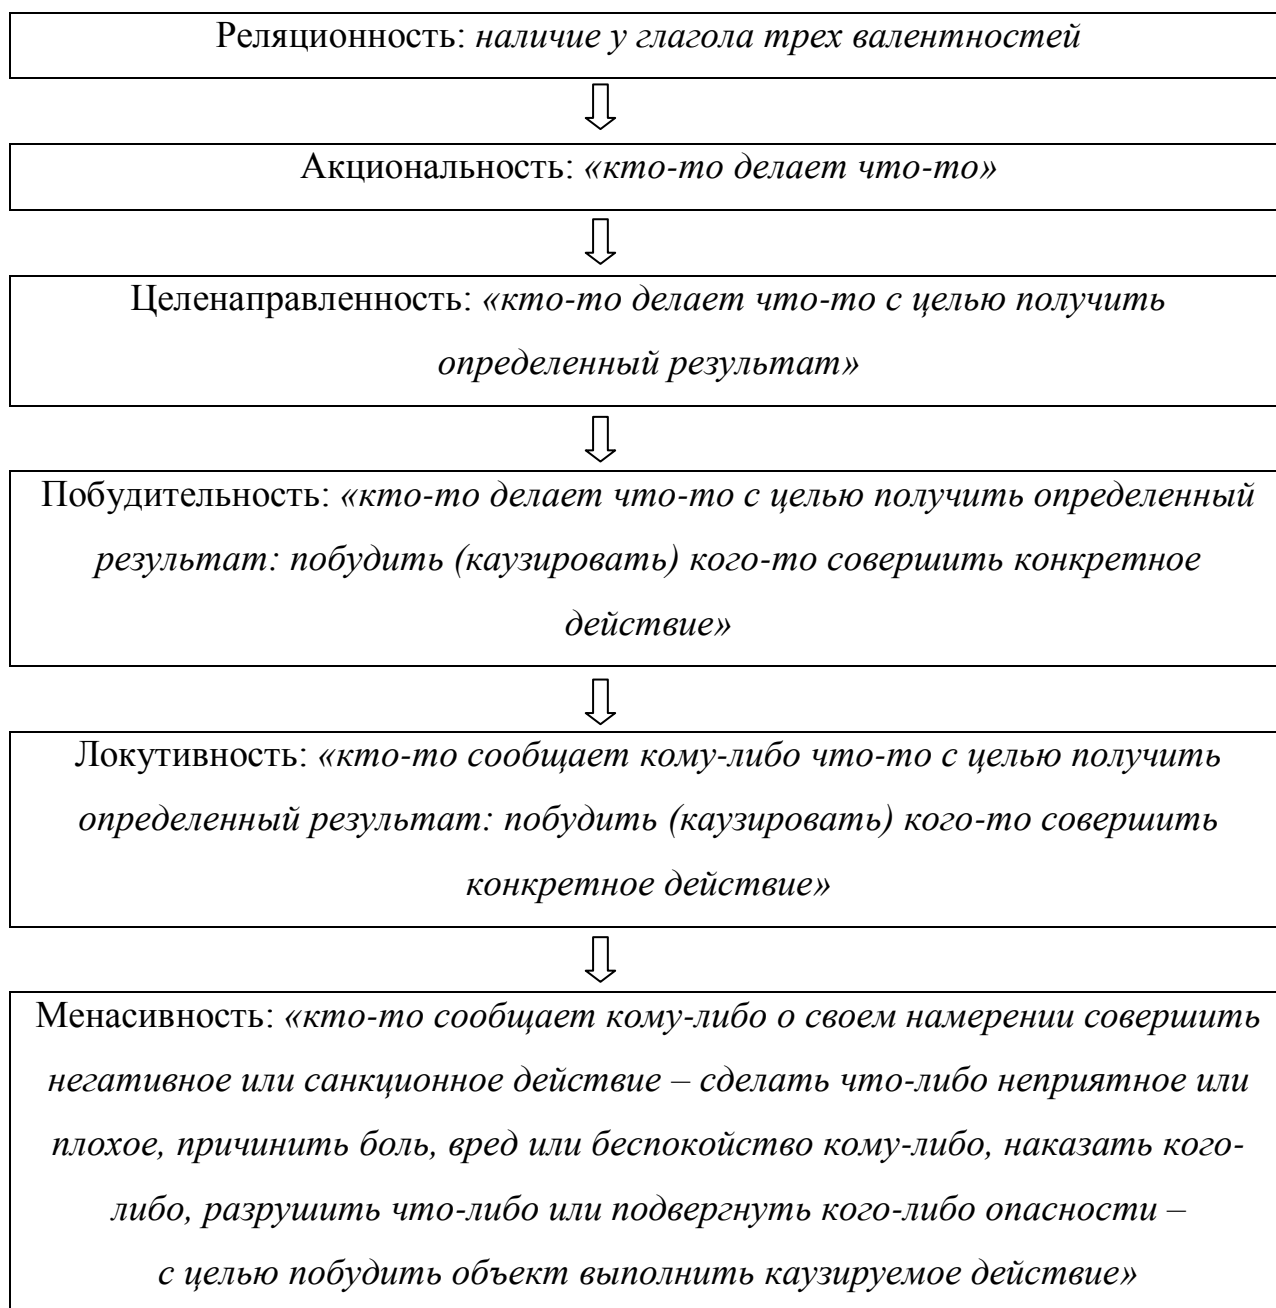 Реляционность: наличие у глагола трех валентностей
Акциональность: «кто-то делает что-то»
Целенаправленность: «кто-то делает что-то с целью получить
определенный результат»
Побудительность: «кто-то делает что-то с целью получить определенный
результат: побудить (каузировать) кого-то совершить конкретное
действие»
Локутивность: «кто-то сообщает кому-либо что-то с целью получить
определенный результат: побудить (каузировать) кого-то совершить
конкретное действие»
Менасивность: «кто-то сообщает кому-либо о своем намерении совершить
негативное или санкционное действие – сделать что-либо неприятное или
плохое, причинить боль, вред или беспокойство кому-либо, наказать кого-
либо, разрушить что-либо или подвергнуть кого-либо опасности –
с целью побудить объект выполнить каузируемое действие»